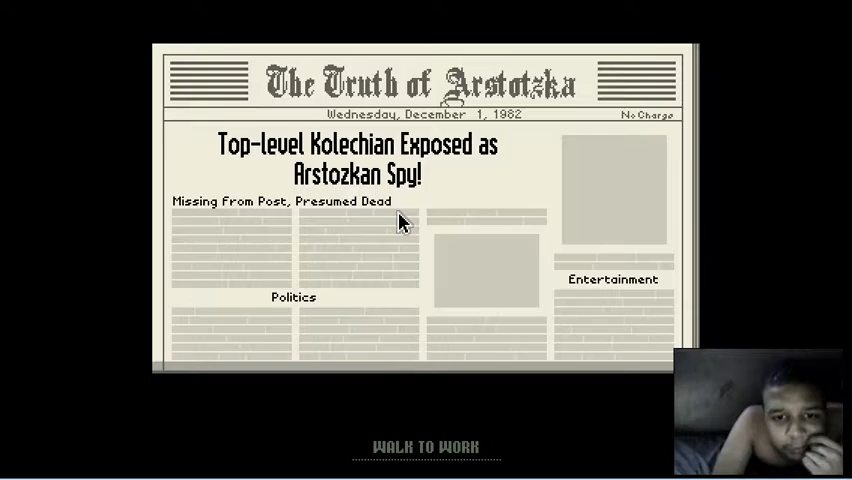 The Truth of Arstotzka
Wednesday, December 1, 1982
No Charge
Top-level Kolechian Exposed as
Arstozkan Spy!
Missing From Post, Presumed Dead
Politics
Entertainment
WALK TO WORK